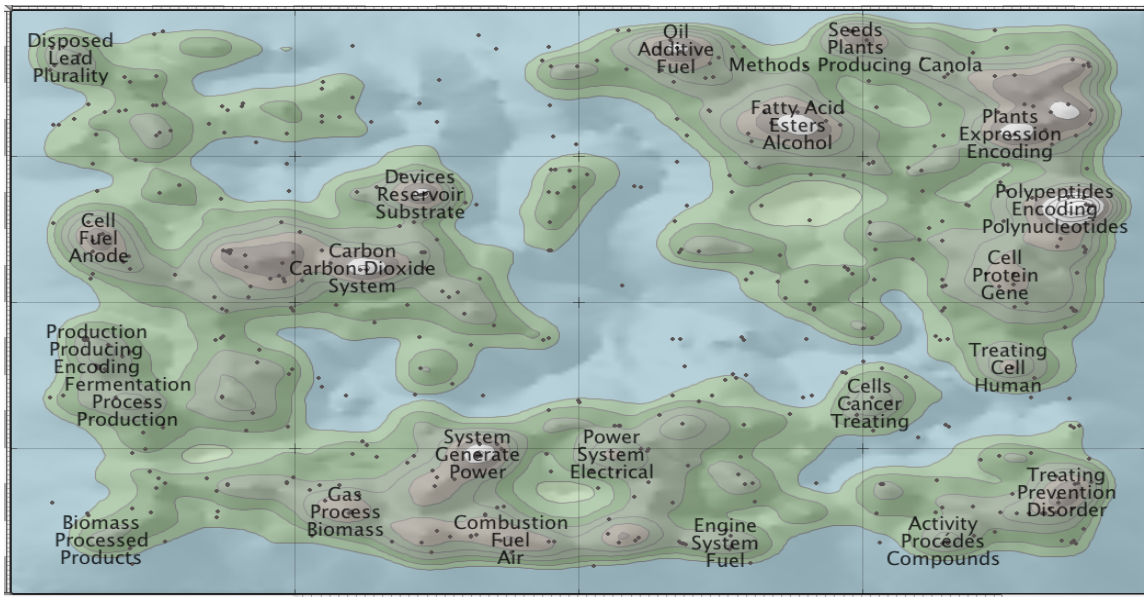 Disposed
Lead
Plurality
Oil
Additive
Fuel
Seeds
Plants
Methods Producing Canola
Fatty Acid
Esters
Alcohol
Plants
Expression
Encoding
Devices
Reservoir
Substrate
Polypeptides
Encoding
Polynucleotides
Cell
Fuel
Anode
Carbon
Carbon-Dioxide
System
Cell
Protein
Gene
Production
Producing
Encoding
Fermentation
Process
Production
Treating
Cell
Human
Cells
Cancer
Treating
System
Generate
Power
Power
System
Electrical
Gas
Process
Biomass
Treating
Prevention
Disorder
Biomass
Processed
Products
Combustion
Fuel
Air
Engine
System
Fuel
Activity
Procédés
Compounds